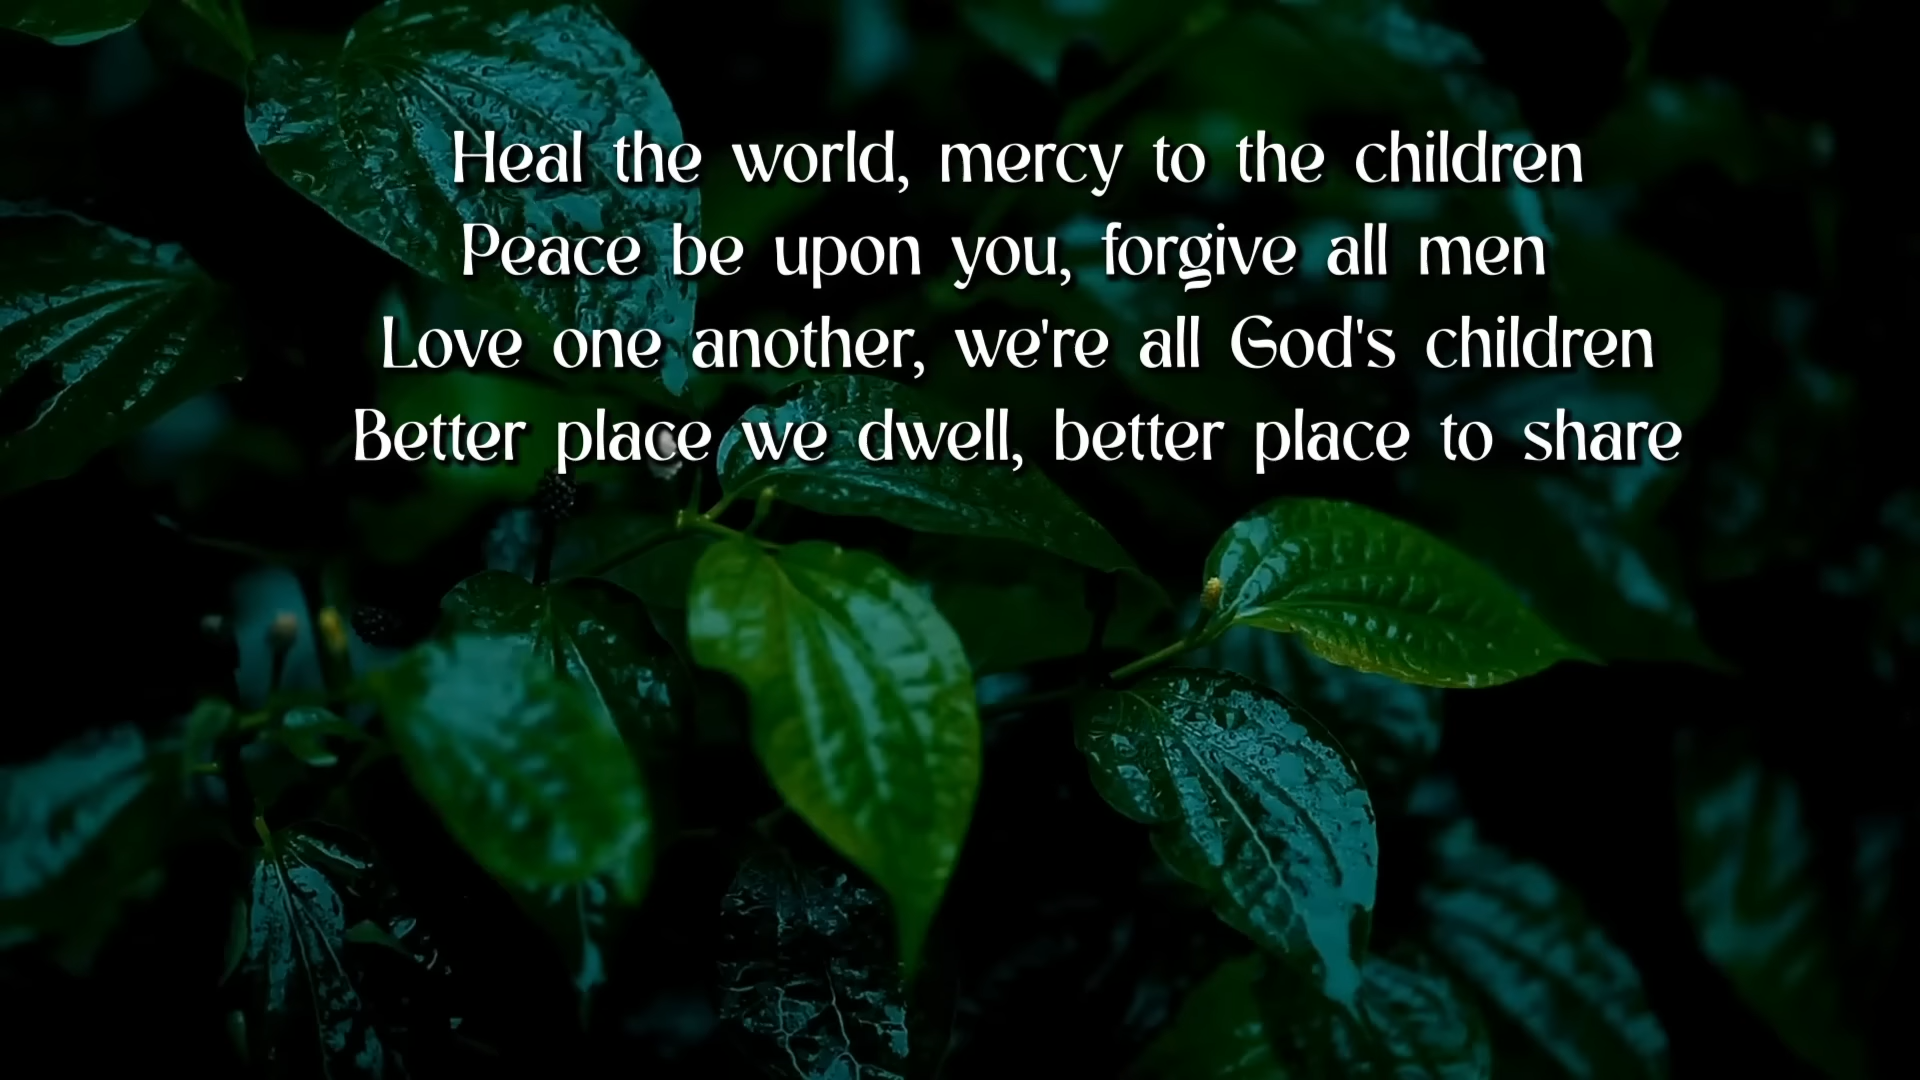 Heal the world, mercy to the children
Peace be upon you, forgive all men
Love one another, we're all God's children
Better place we dwell, better place to share